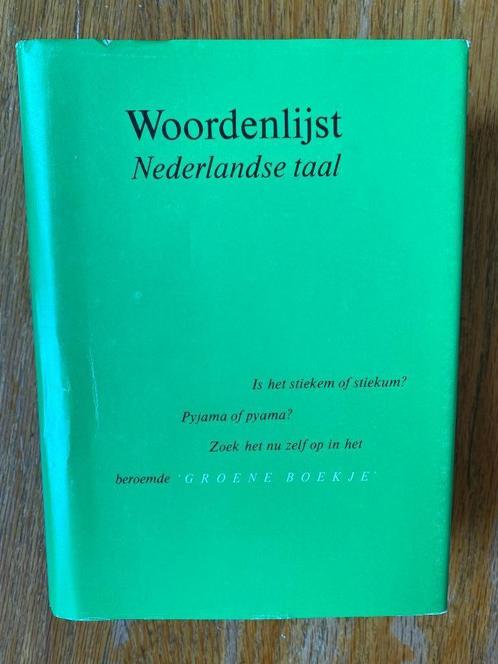 Woordenlijst
Nederlandse taal
Is het stiekem of stiekum?
Pyjama of pyama?
Zoek het nu zelf op in het
beroemde 'GROENE BOEKJE'